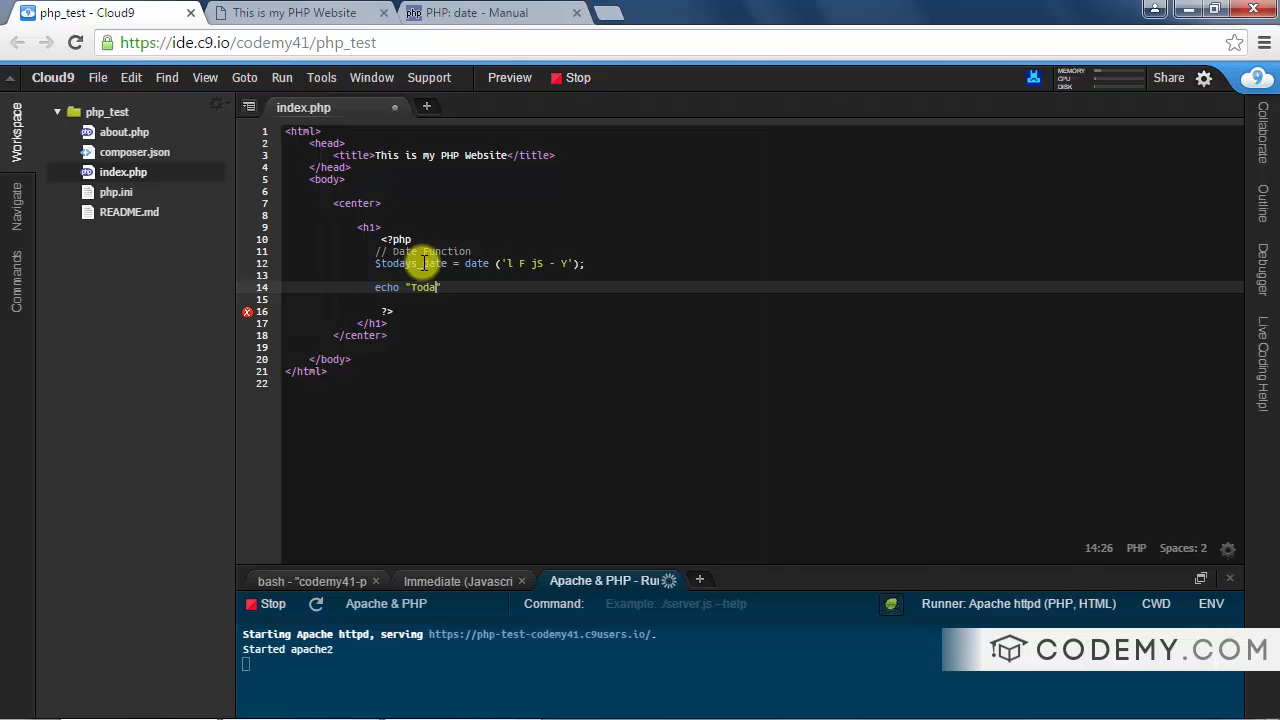 php_test - Cloud9
This is my PHP Website
php PHP: date - Manual
https://ide.c9.io/codemy41/php_test
Cloud9 File Edit Find View Goto Run Tools Window Support Preview Stop MEMORY CPU DISK Share 9
Workspace
Navigate
Commands
php_test
about.php
composer.json
index.php
php.ini
README.md
index.php
1 <html>
2 <head>
3 <title>This is my PHP Website</title>
4 </head>
5 <body>
6
7 <center>
8
9 <h1>
10 <?php
11 // Date Function
12 $todays_date = date ('l F jS - Y');
13
14 echo "Toda"
15
16 ?>
17 </h1>
18 </center>
19
20 </body>
21 </html>
22
14:26 PHP Spaces: 2
Collaborate
Outline
Debugger
Live Coding Help!
bash - "codemy41-p
Immediate (Javascri
Apache & PHP - Run
Stop Apache & PHP Command: Example: ./server.js --help Runner: Apache httpd (PHP, HTML) CWD ENV
Starting Apache httpd, serving https://php-test-codemy41.c9users.io/.
Started apache2
CODEMY.COM